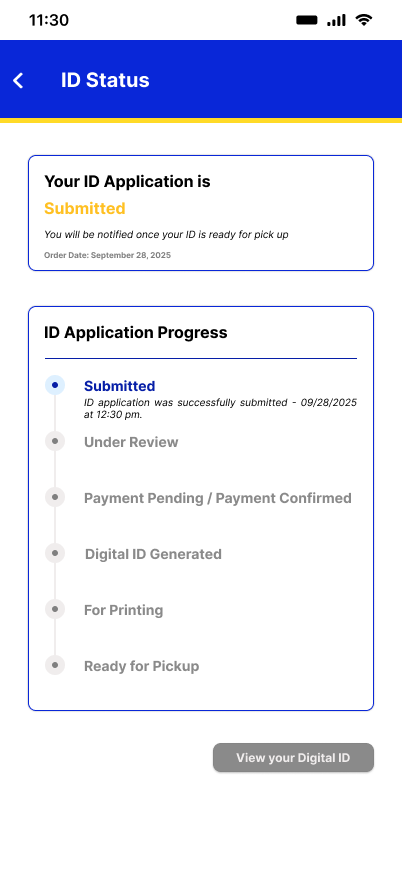 11:30
ID Status
Your ID Application is
Submitted
You will be notified once your ID is ready for pick up
Order Date: September 28, 2025
ID Application Progress
Submitted
ID application was successfully submitted - 09/28/2025
at 12:30 pm.
Under Review
Payment Pending / Payment Confirmed
Digital ID Generated
For Printing
Ready for Pickup
View your Digital ID